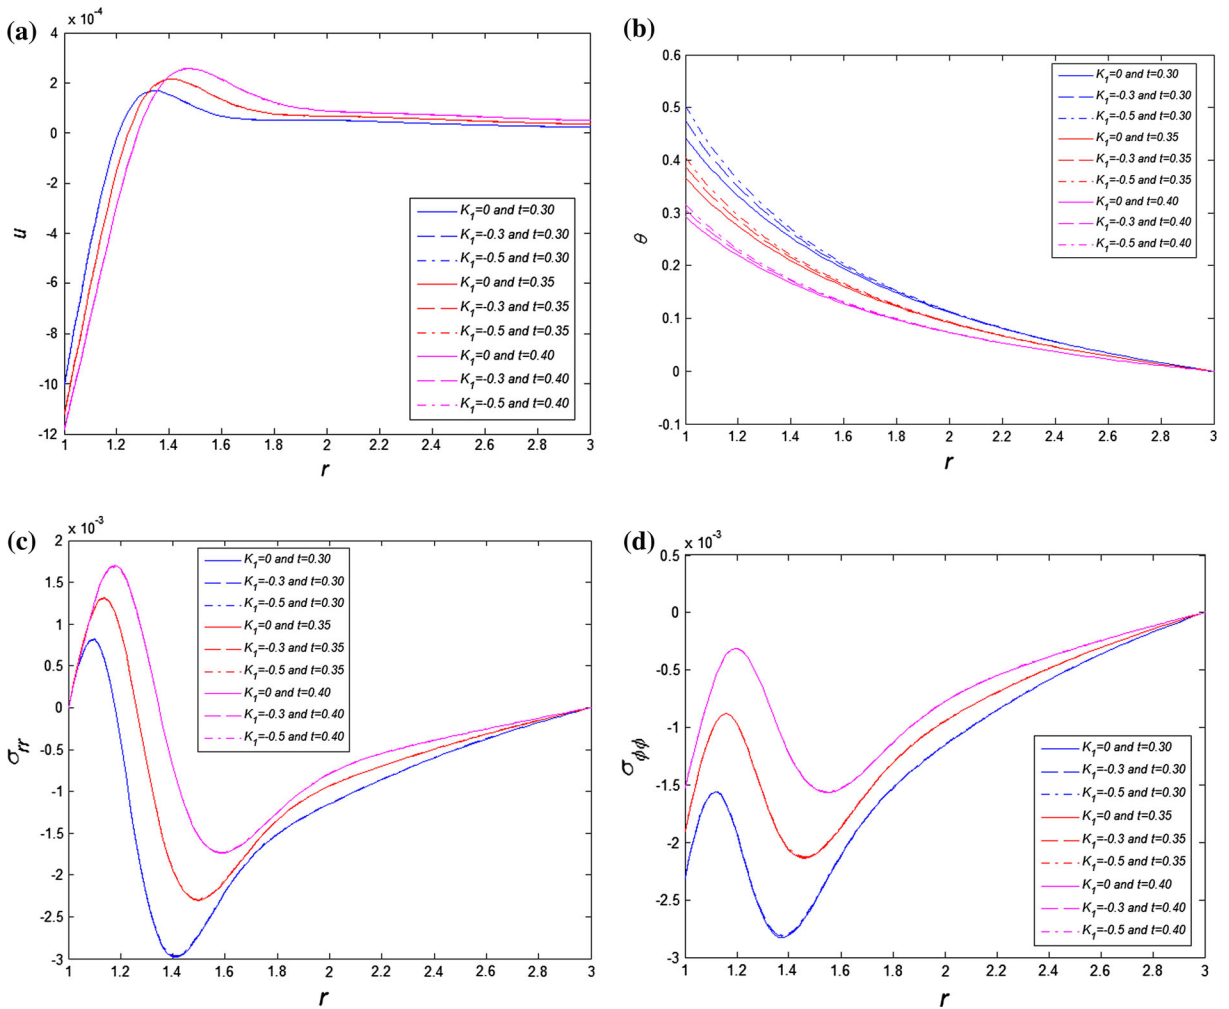 (a)
x 10-4
4
2
0
-2
-4
-6
-8
-10
-12
u
1
1.2
1.4
1.6
1.8
2
2.2
2.4
2.6
2.8
3
r
K1=0 and t=0.30
K1=-0.3 and t=0.30
K1=-0.5 and t=0.30
K1=0 and t=0.35
K1=-0.3 and t=0.35
K1=-0.5 and t=0.35
K1=0 and t=0.40
K1=-0.3 and t=0.40
K1=-0.5 and t=0.40
(b)
0.6
0.5
0.4
0.3
0.2
0.1
0
-0.1
θ
1
1.2
1.4
1.6
1.8
2
2.2
2.4
2.6
2.8
3
r
K1=0 and t=0.30
K1=-0.3 and t=0.30
K1=-0.5 and t=0.30
K1=0 and t=0.35
K1=-0.3 and t=0.35
K1=-0.5 and t=0.35
K1=0 and t=0.40
K1=-0.3 and t=0.40
K1=-0.5 and t=0.40
(c)
x 10-3
2
1.5
1
0.5
0
-0.5
-1
-1.5
-2
-2.5
-3
σrr
1
1.2
1.4
1.6
1.8
2
2.2
2.4
2.6
2.8
3
r
K1=0 and t=0.30
K1=-0.3 and t=0.30
K1=-0.5 and t=0.30
K1=0 and t=0.35
K1=-0.3 and t=0.35
K1=-0.5 and t=0.35
K1=0 and t=0.40
K1=-0.3 and t=0.40
K1=-0.5 and t=0.40
(d)
x 10-3
0.5
0
-0.5
-1
-1.5
-2
-2.5
-3
σϕϕ
1
1.2
1.4
1.6
1.8
2
2.2
2.4
2.6
2.8
3
r
K1=0 and t=0.30
K1=-0.3 and t=0.30
K1=-0.5 and t=0.30
K1=0 and t=0.35
K1=-0.3 and t=0.35
K1=-0.5 and t=0.35
K1=0 and t=0.40
K1=-0.3 and t=0.40
K1=-0.5 and t=0.40